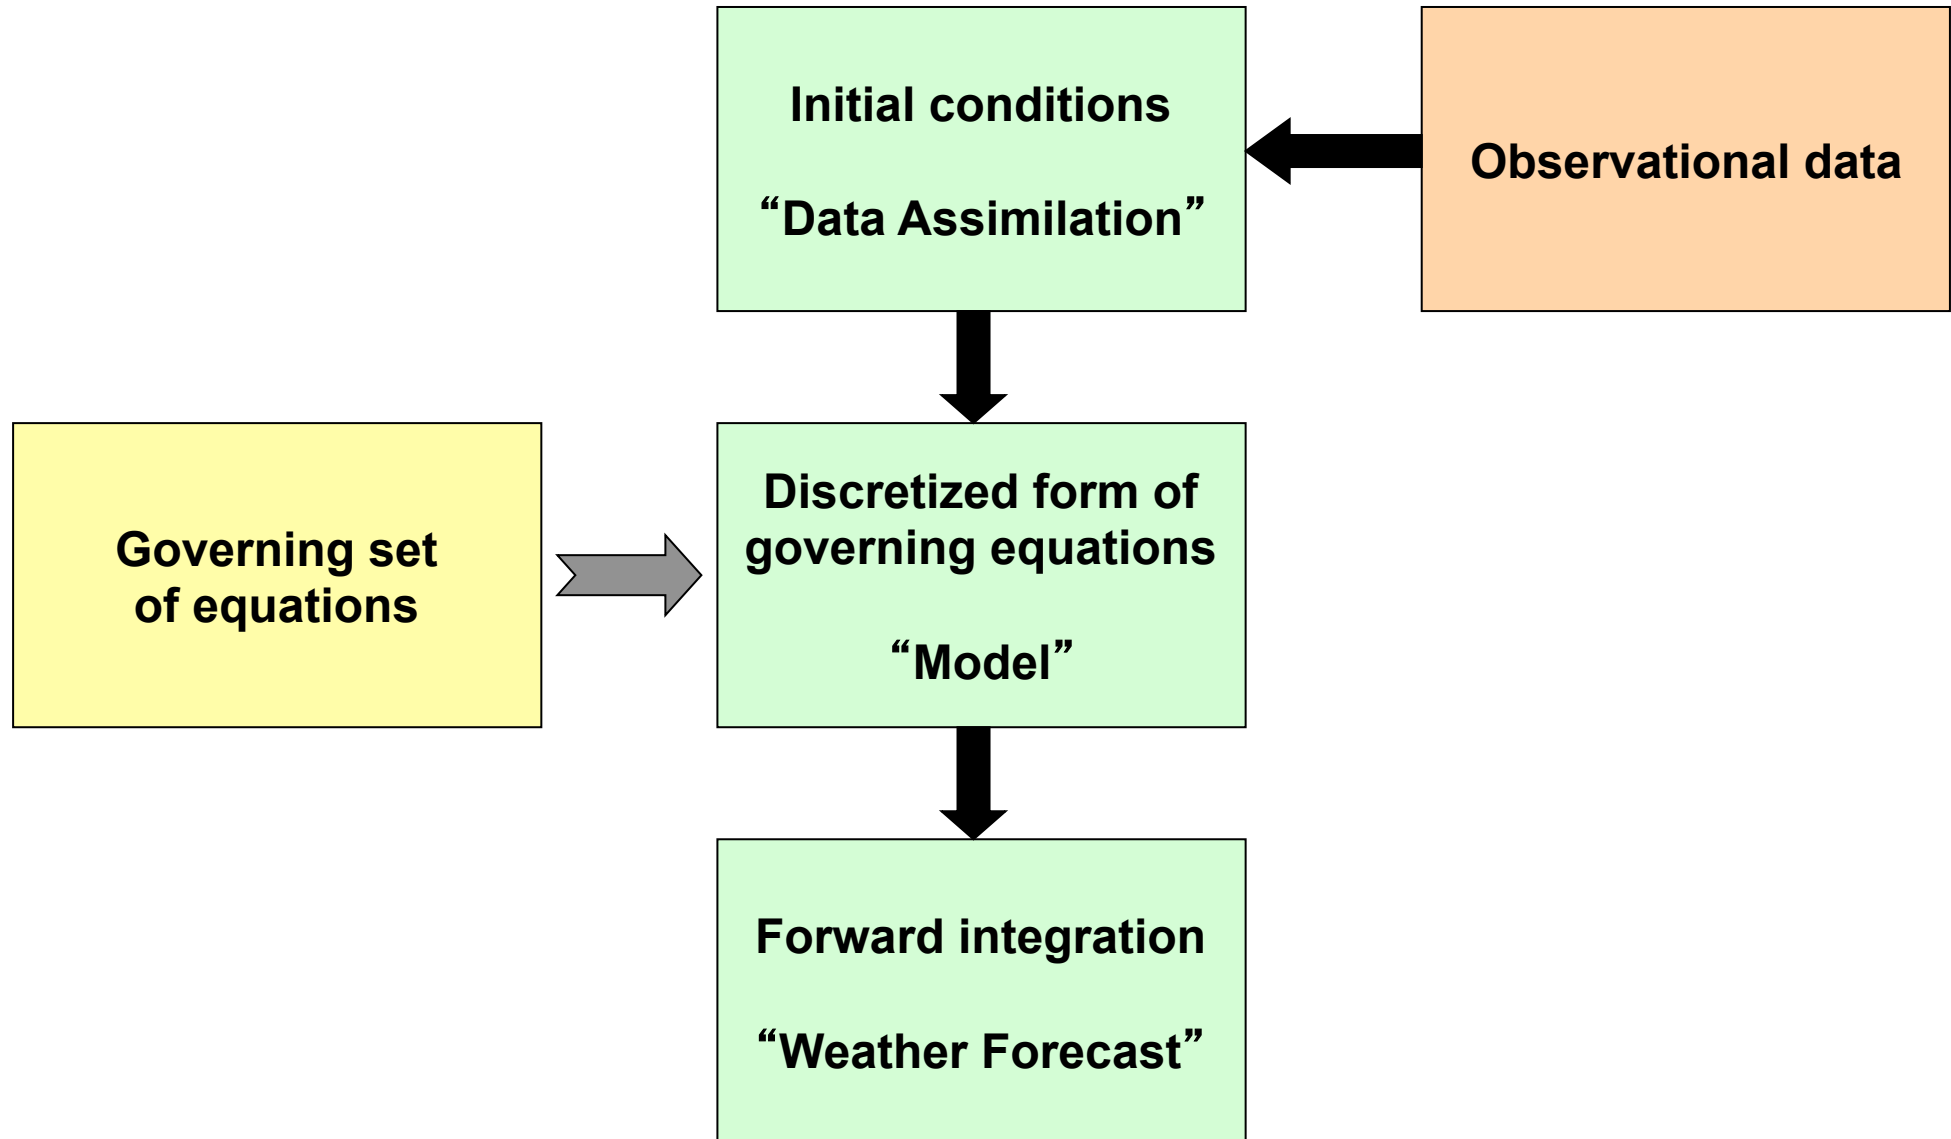 Initial conditions
“Data Assimilation”
Observational data
Governing set
of equations
Discretized form of
governing equations
“Model”
Forward integration
“Weather Forecast”